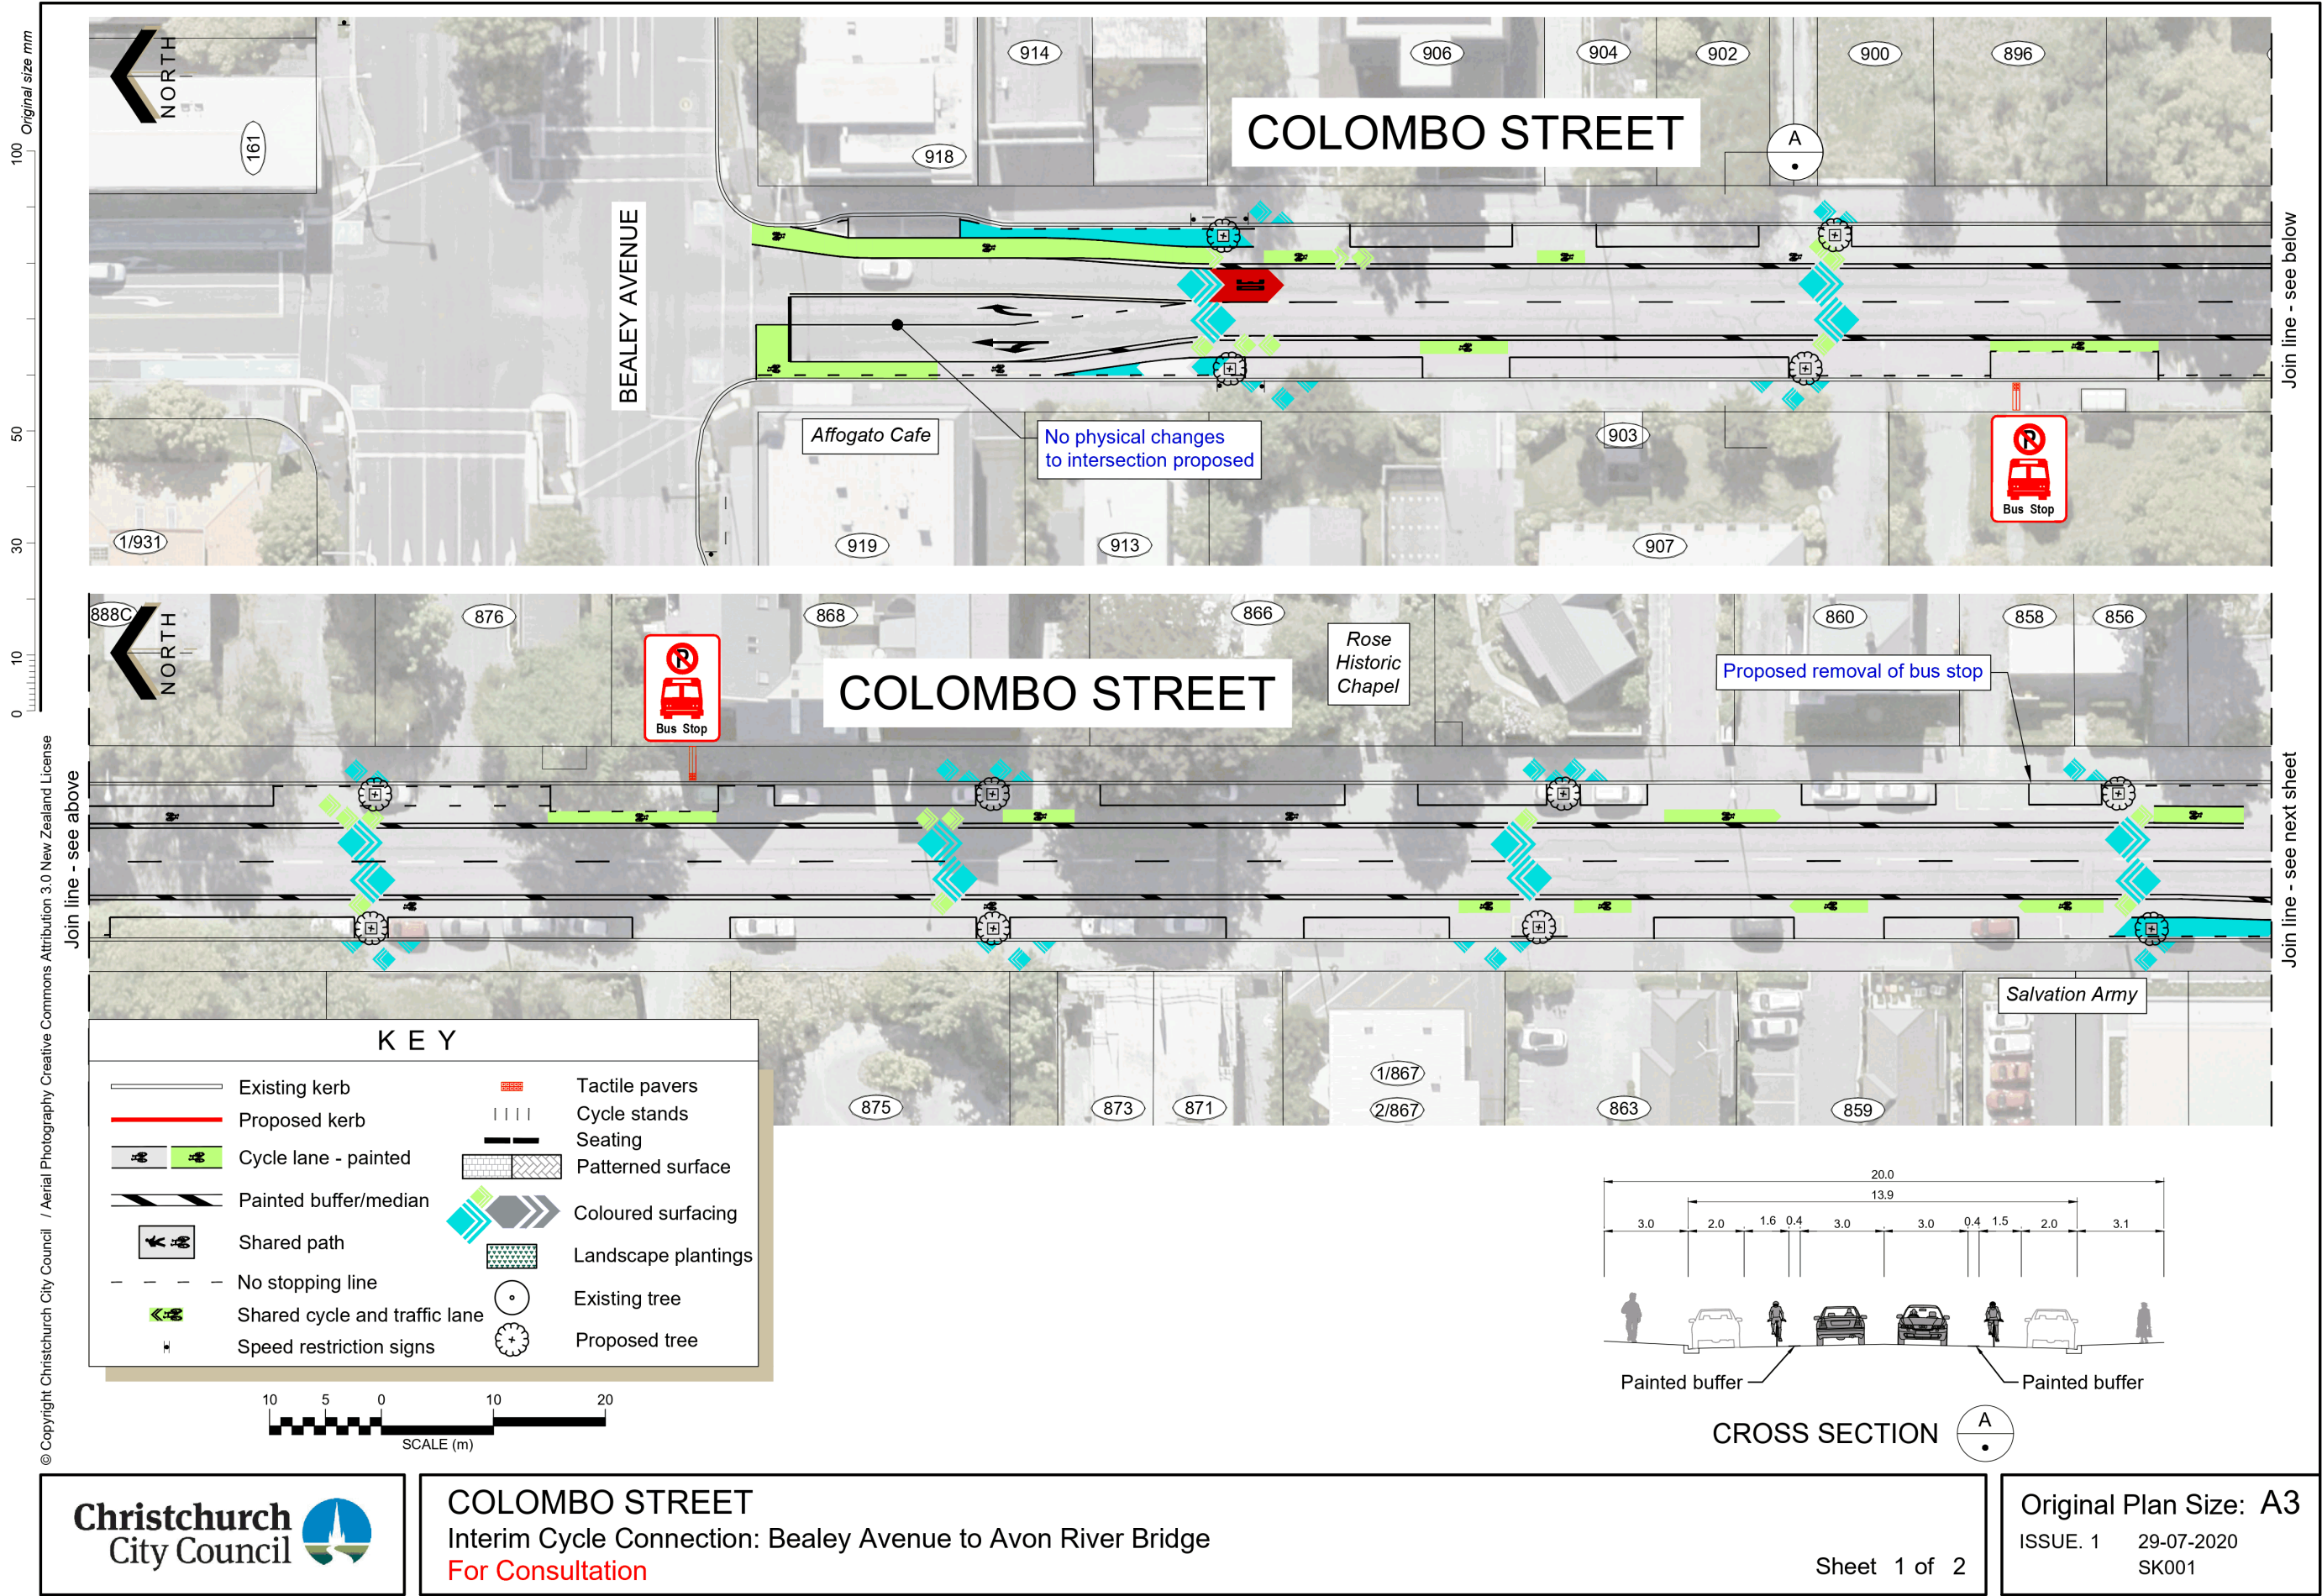 Original size mm
100
50
30
10
0
© Copyright Christchurch City Council / Aerial Photography Creative Commons Attribution 3.0 New Zealand License
NORTH
161
914
918
906
904
902
900
896
COLOMBO STREET
A
BEALEY AVENUE
Join line - see below
Affogato Cafe
No physical changes
to intersection proposed
903
P
Bus Stop
1/931
919
913
907
888C
NORTH
876
P
Bus Stop
868
866
Rose
Historic
Chapel
860
858
856
COLOMBO STREET
Proposed removal of bus stop
Join line - see above
Join line - see next sheet
Salvation Army
875
873
871
1/867
2/867
863
859
KEY
Existing kerb
Proposed kerb
Cycle lane - painted
Painted buffer/median
Shared path
No stopping line
Shared cycle and traffic lane
Speed restriction signs
Tactile pavers
Cycle stands
Seating
Patterned surface
Coloured surfacing
Landscape plantings
Existing tree
Proposed tree
10 5 0 10 20
SCALE (m)
20.0
13.9
3.0 2.0 1.6 0.4 3.0 3.0 0.4 1.5 2.0 3.1
Painted buffer
Painted buffer
CROSS SECTION
A
Christchurch
City Council
COLOMBO STREET
Interim Cycle Connection: Bealey Avenue to Avon River Bridge
For Consultation
Sheet 1 of 2
Original Plan Size: A3
ISSUE. 1 29-07-2020
SK001